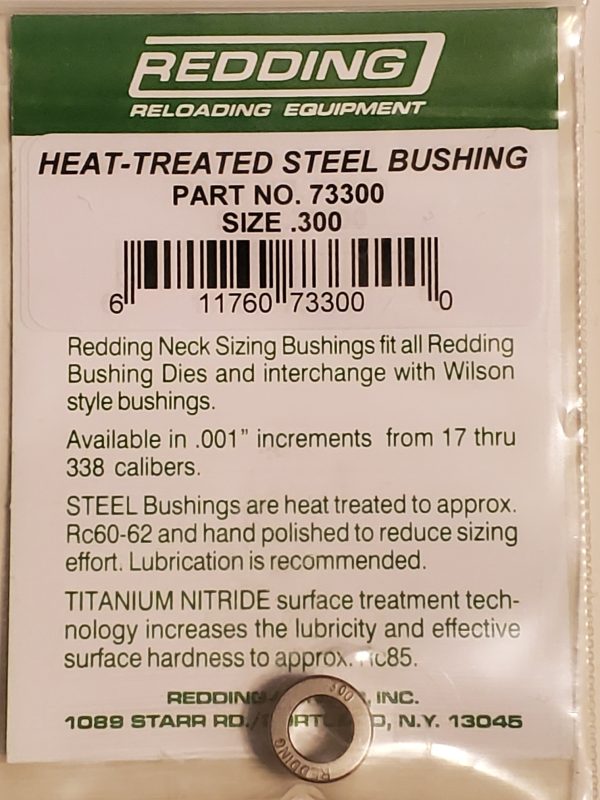 REDDING
RELOADING EQUIPMENT
HEAT-TREATED STEEL BUSHING
PART NO. 73300
SIZE .300
6 11760 73300 0
Redding Neck Sizing Bushings fit all Redding
Bushing Dies and interchange with Wilson
style bushings.
Available in .001" increments from 17 thru
338 calibers.
STEEL Bushings are heat treated to approx.
Rc60-62 and hand polished to reduce sizing
effort. Lubrication is recommended.
TITANIUM NITRIDE surface treatment tech-
nology increases the lubricity and effective
surface hardness to approx. c85.
REDDING , INC.
1089 STARR RD./ , N.Y. 13045
300
REDDING